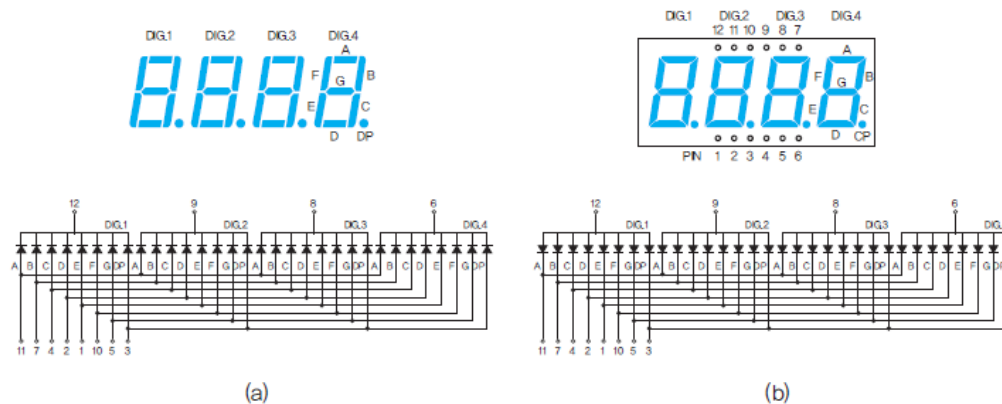 DIG.1 DIG.2 DIG.3 DIG.4
A
F B
G
E C
D DP
12 9 8 6
DIG.1 DIG.2 DIG.3 DIG.4
A B C D E F G DP A B C D E F G DP A B C D E F G DP A B C D E F G DP
11 7 4 2 1 10 5 3
(a)
DIG.1 DIG.2 DIG.3 DIG.4
12 11 10 9 8 7
A
F B
G
E C
D CP
PIN 1 2 3 4 5 6
12 9 8 6
DIG.1 DIG.2 DIG.3 DIG.
A B C D E F G DP A B C D E F G DP A B C D E F G DP A B C D E F G
11 7 4 2 1 10 5 3
(b)